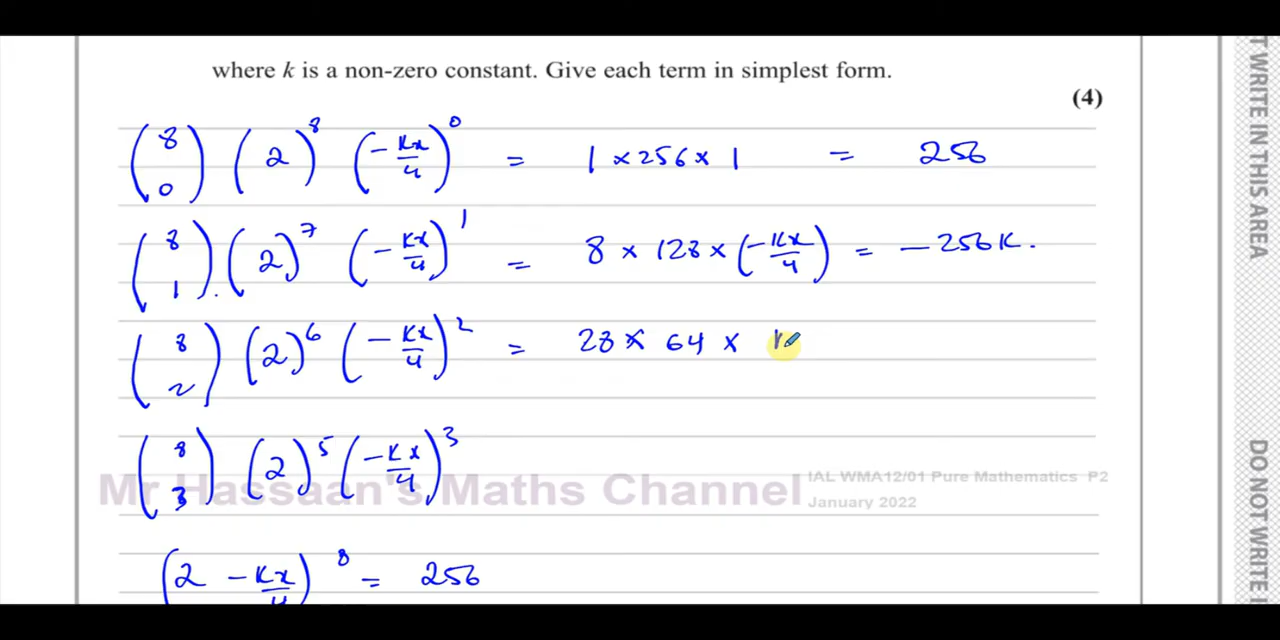 where k is a non-zero constant. Give each term in simplest form.
(4)
(8 0) (2)^8 (-kx/4)^0 = 1 × 256 × 1 = 256
(8 1) (2)^7 (-kx/4)^1 = 8 × 128 × (-kx/4) = -256k.
(8 2) (2)^6 (-kx/4)^2 = 28 × 64 ×
(8 3) (2)^5 (-kx/4)^3
Mr Hassaan's Maths Channel
IAL WMA12/01 Pure Mathematics P2
January 2022
(2 - kx/4)^8 = 256
T WRITE IN THIS AREA
DO NOT WRITE I